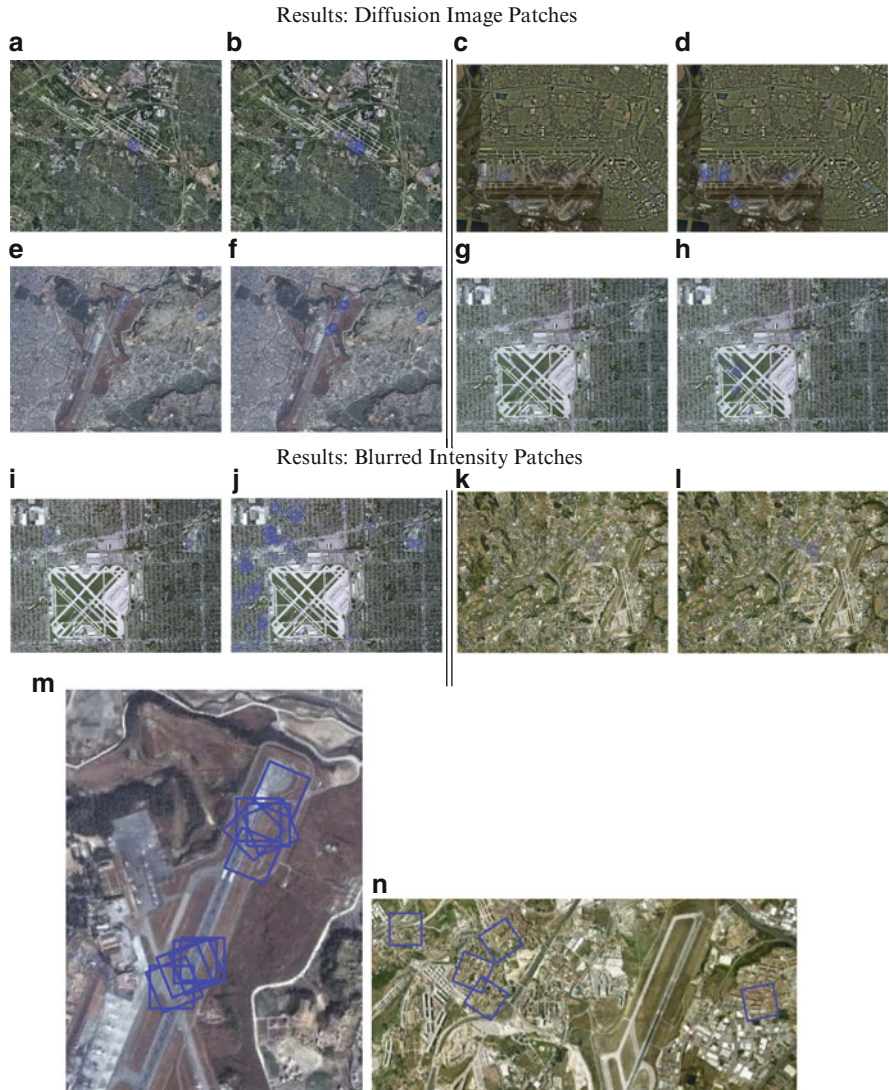 Results: Diffusion Image Patches
a
b
c
d
e
f
g
h
Results: Blurred Intensity Patches
i
j
k
l
m
n